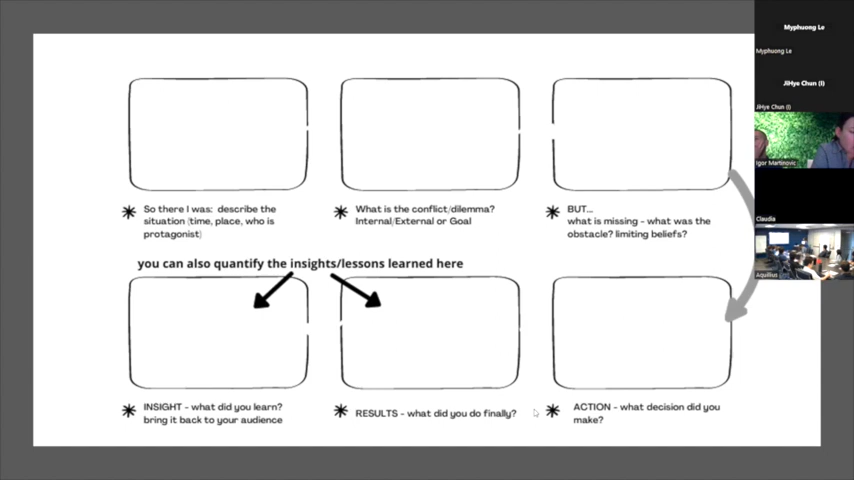 So there I was: describe the
situation (time, place, who is
protagonist)
What is the conflict/dilemma?
Internal/External or Goal
BUT...
what is missing - what was the
obstacle? limiting beliefs?
you can also quantify the insights/lessons learned here
INSIGHT - what did you learn?
bring it back to your audience
RESULTS - what did you do finally?
ACTION - what decision did you
make?
Myphuong Le
Myphuong Le
JiHye Chun (I)
JiHye Chun (I)
Igor Martinovic
Claudia
Aquillius